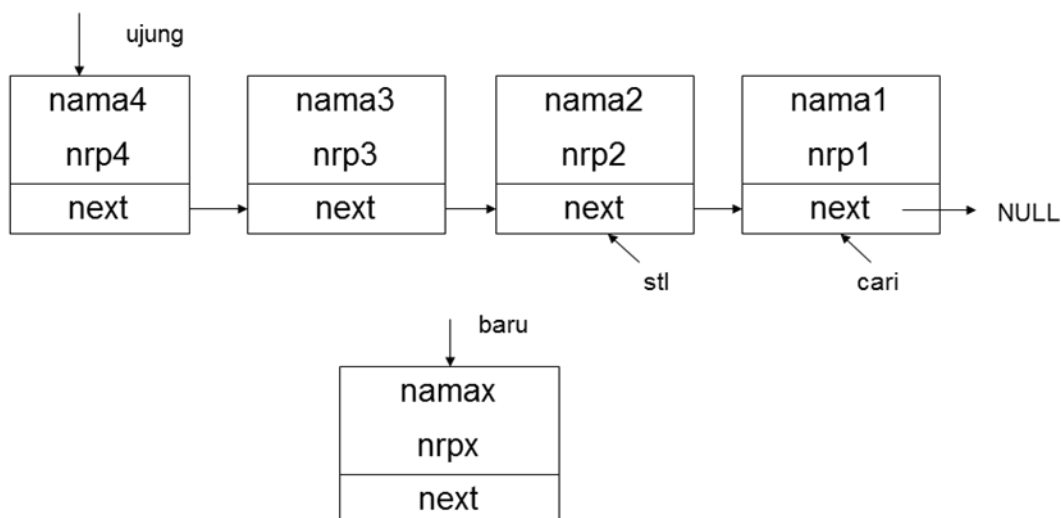 ujung
nama4 nama3 nama2 nama1
nrp4 nrp3 nrp2 nrp1
next next next next NULL
stl cari
baru
namax
nrpx
next